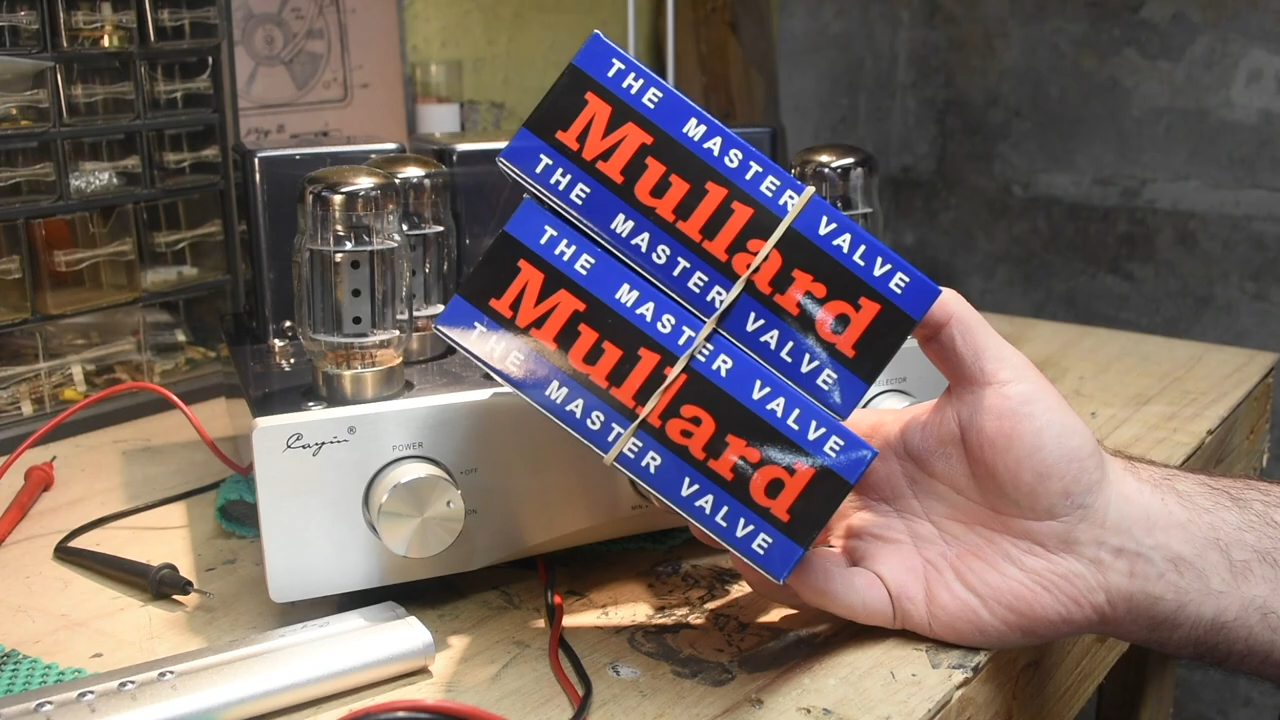 THE MASTER VALVE
Mullard
THE MASTER VALVE
THE MASTER VALVE
Mullard
THE MASTER VALVE
Cayin®
POWER
OFF
ON
MIN
SELECTOR